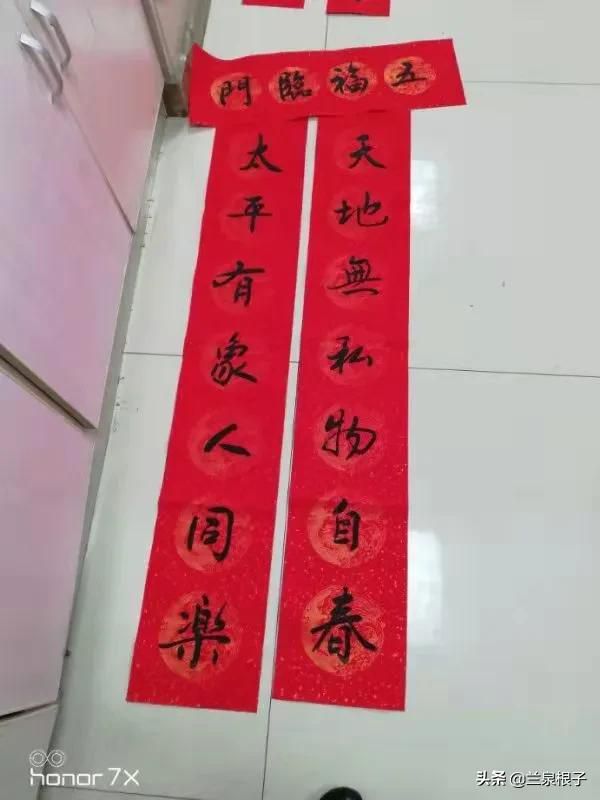 五福臨門
天地無私物自春
太平有象人同樂
honor 7X
头条 @兰泉根子